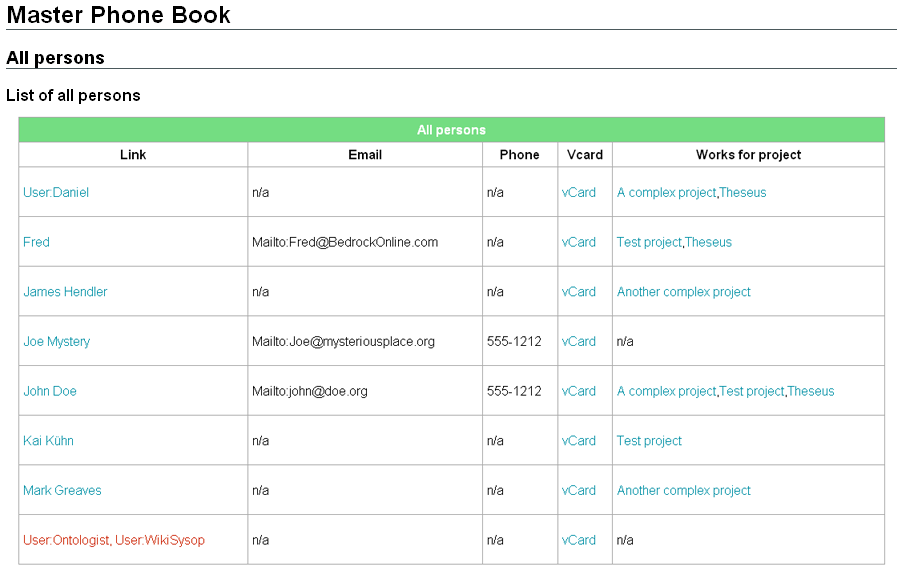 Master Phone Book
All persons
List of all persons
All persons
Link Email Phone Vcard Works for project
User:Daniel n/a n/a vCard A complex project,Theseus
Fred Mailto:Fred@BedrockOnline.com n/a vCard Test project,Theseus
James Hendler n/a n/a vCard Another complex project
Joe Mystery Mailto:Joe@mysteriousplace.org 555-1212 vCard n/a
John Doe Mailto:john@doe.org 555-1212 vCard A complex project,Test project,Theseus
Kai Kühn n/a n/a vCard Test project
Mark Greaves n/a n/a vCard Another complex project
User:Ontologist, User:WikiSysop n/a n/a vCard n/a